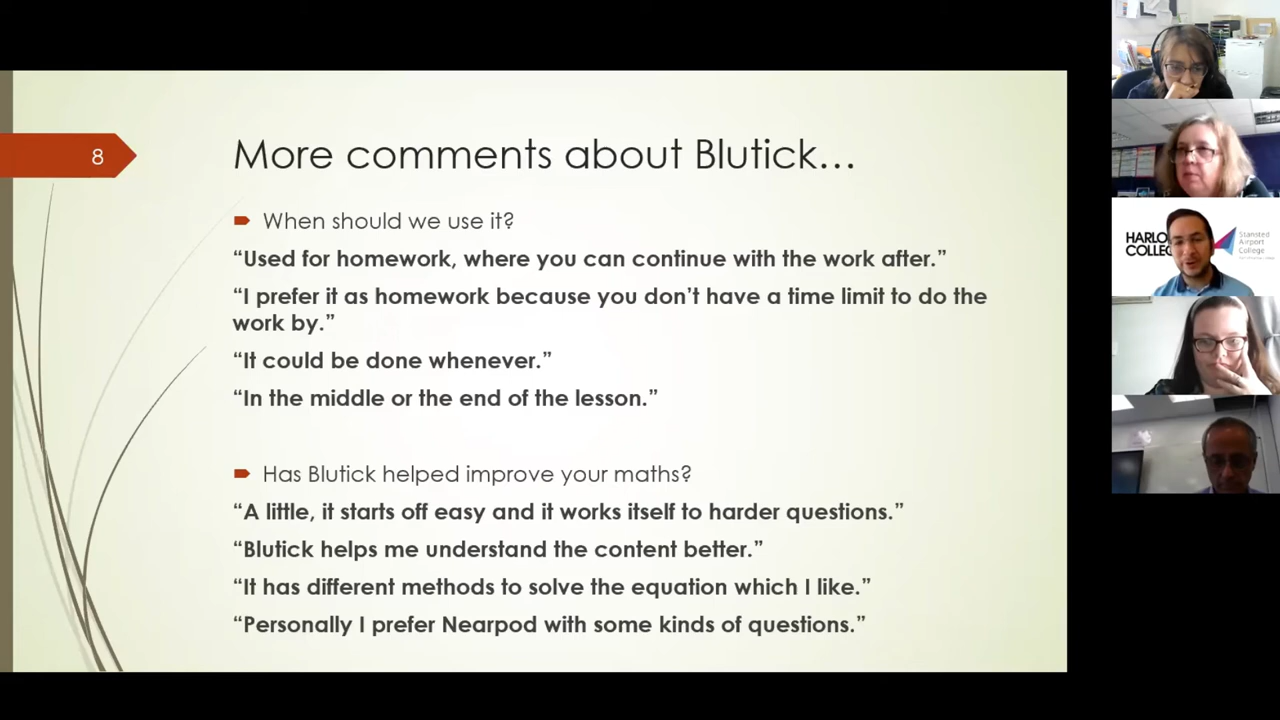 8
More comments about Blutick…
When should we use it?
“Used for homework, where you can continue with the work after.”
“I prefer it as homework because you don’t have a time limit to do the
work by.”
“It could be done whenever.”
“In the middle or the end of the lesson.”
Has Blutick helped improve your maths?
“A little, it starts off easy and it works itself to harder questions.”
“Blutick helps me understand the content better.”
“It has different methods to solve the equation which I like.”
“Personally I prefer Nearpod with some kinds of questions.”
HARLO
COLLEG
Stansted
Airport
College